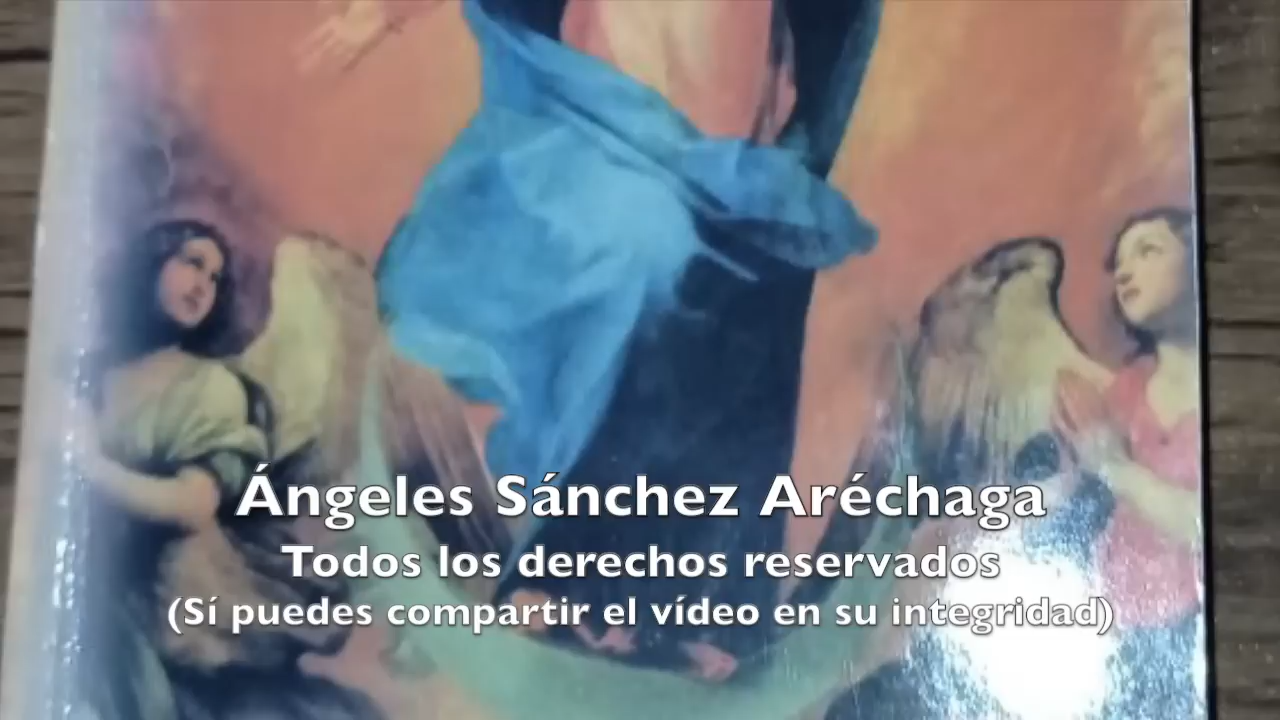 Ángeles Sánchez Aréchaga
Todos los derechos reservados
(Sí puedes compartir el vídeo en su integridad)